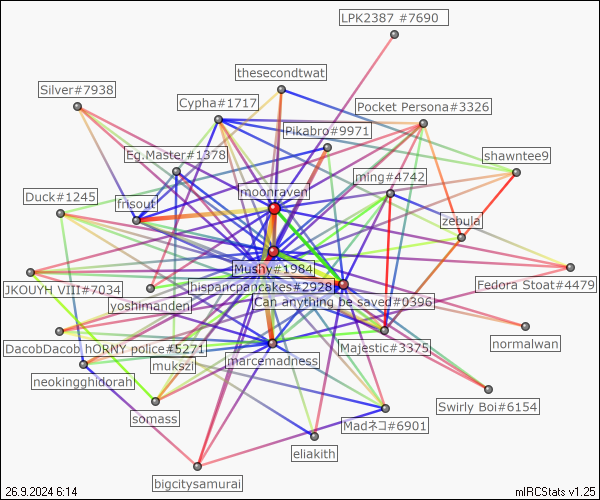 LPK2387 #7690
thesecondtwat
Silver#7938
Cypha#1717
Pocket Persona#3326
Pikabro#9971
Eg.Master#1378
shawntee9
ming#4742
moonraven
Duck#1245
frisout
zebula
Mushy#1984
JKOUYH VIII#7034
hispancpancakes#2928
Fedora Stoat#4479
yoshimanden
Can anything be saved#0396
normalwan
DacobDacob hORNY police#5271
Majestic#3375
marcemadness
mukszi
neokingghidorah
Swirly Boi#6154
somass
Madネコ#6901
eliakith
bigcitysamurai
26.9.2024 6:14
mIRCStats v1.25